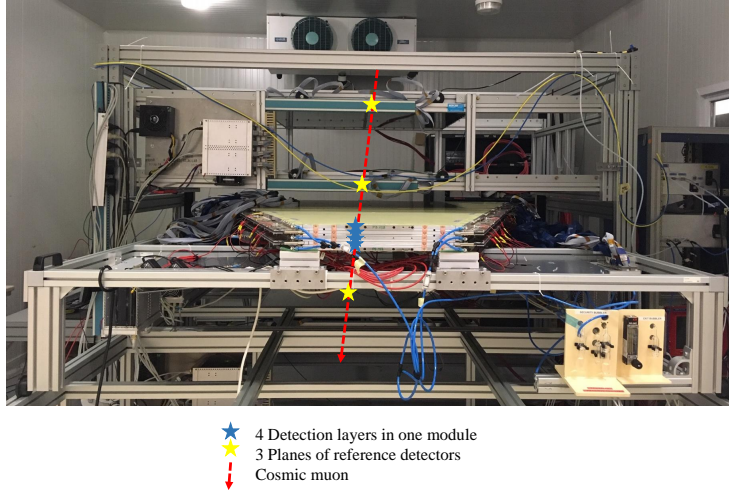 4 Detection layers in one module
3 Planes of reference detectors
Cosmic muon